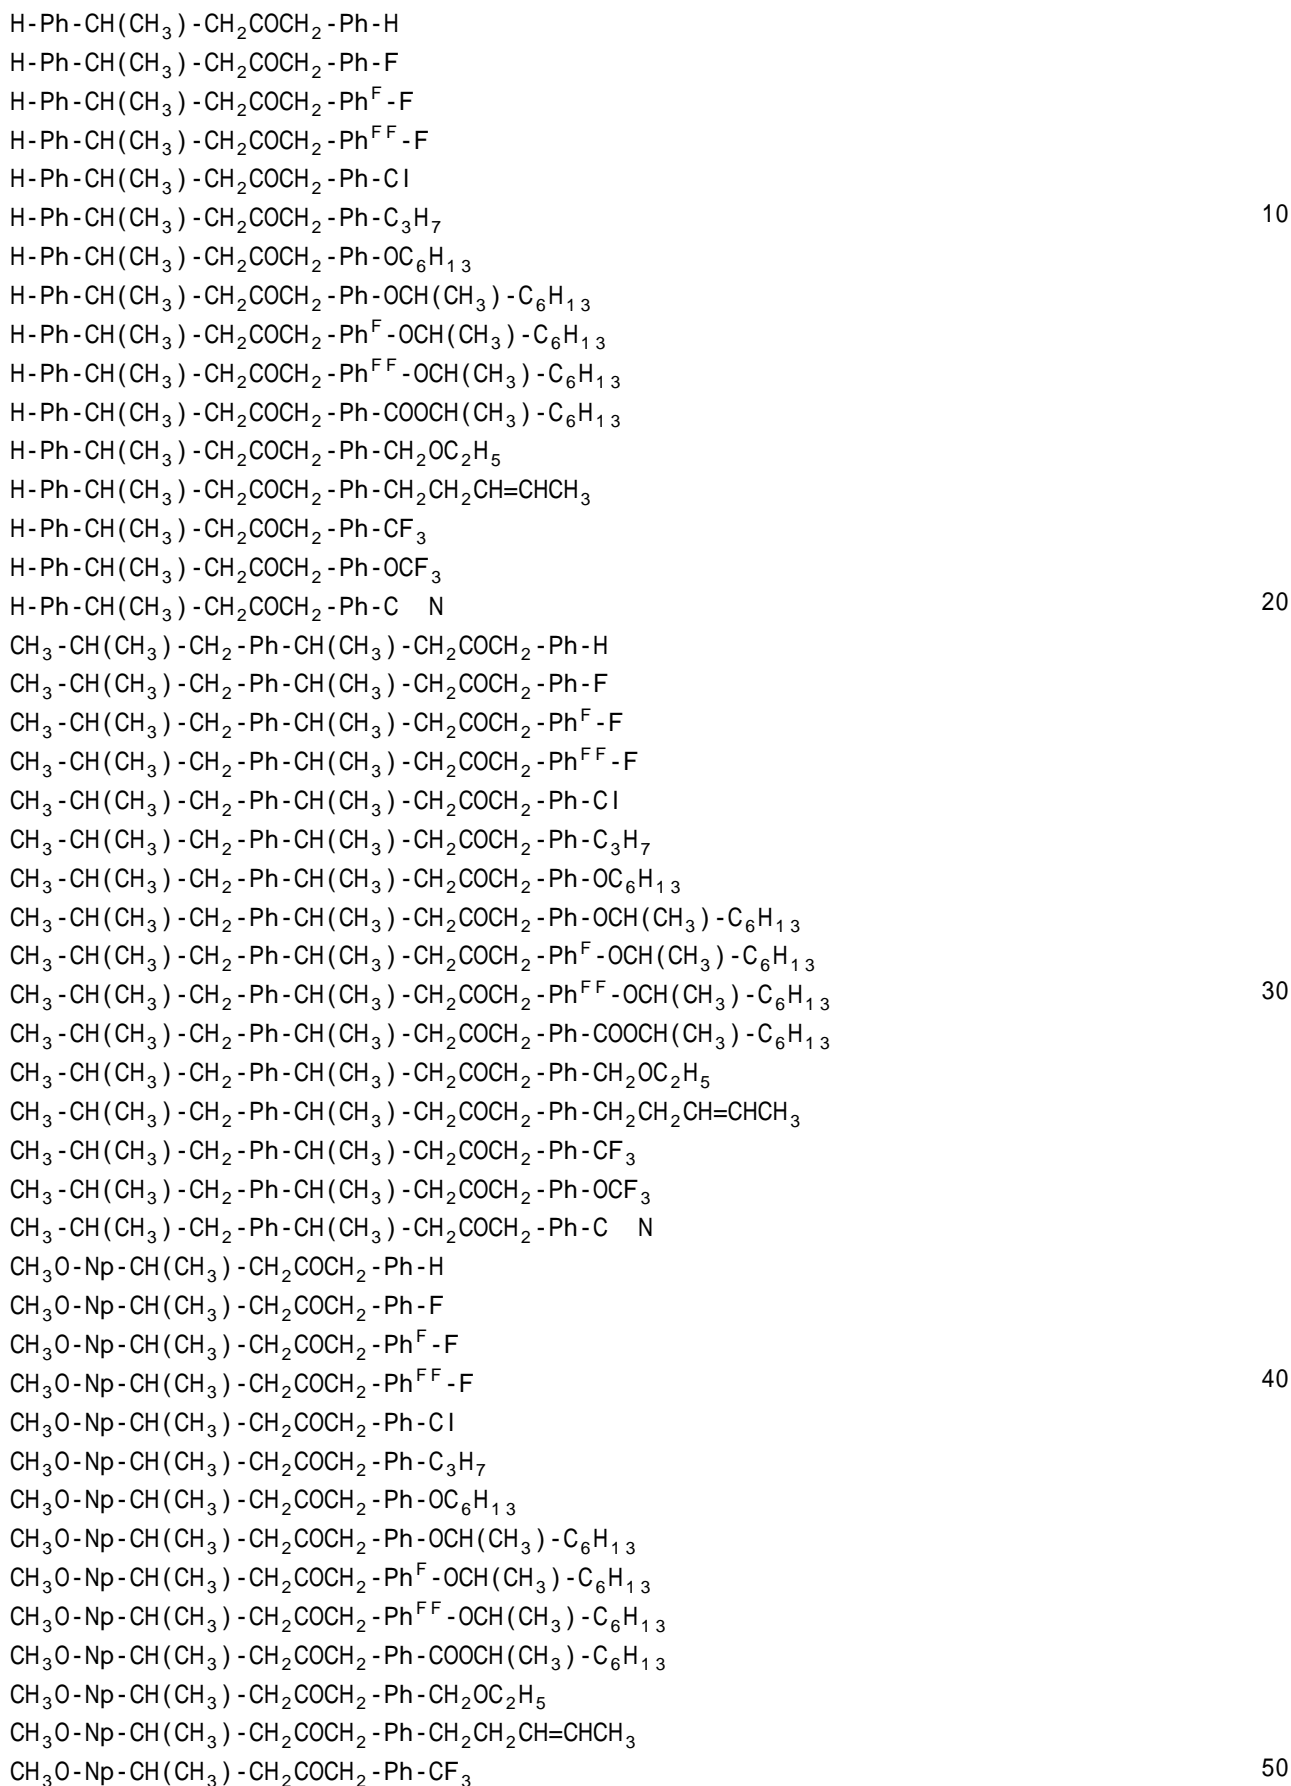 H-Ph-CH(CH₃)-CH₂COCH₂-Ph-H
H-Ph-CH(CH₃)-CH₂COCH₂-Ph-F
H-Ph-CH(CH₃)-CH₂COCH₂-Phᶠ-F
H-Ph-CH(CH₃)-CH₂COCH₂-Phᶠᶠ-F
H-Ph-CH(CH₃)-CH₂COCH₂-Ph-Cl
H-Ph-CH(CH₃)-CH₂COCH₂-Ph-C₃H₇ 10
H-Ph-CH(CH₃)-CH₂COCH₂-Ph-OC₆H₁₃
H-Ph-CH(CH₃)-CH₂COCH₂-Ph-OCH(CH₃)-C₆H₁₃
H-Ph-CH(CH₃)-CH₂COCH₂-Phᶠ-OCH(CH₃)-C₆H₁₃
H-Ph-CH(CH₃)-CH₂COCH₂-Phᶠᶠ-OCH(CH₃)-C₆H₁₃
H-Ph-CH(CH₃)-CH₂COCH₂-Ph-COOCH(CH₃)-C₆H₁₃
H-Ph-CH(CH₃)-CH₂COCH₂-Ph-CH₂OC₂H₅
H-Ph-CH(CH₃)-CH₂COCH₂-Ph-CH₂CH₂CH=CHCH₃
H-Ph-CH(CH₃)-CH₂COCH₂-Ph-CF₃
H-Ph-CH(CH₃)-CH₂COCH₂-Ph-OCF₃
H-Ph-CH(CH₃)-CH₂COCH₂-Ph-C N 20
CH₃-CH(CH₃)-CH₂-Ph-CH(CH₃)-CH₂COCH₂-Ph-H
CH₃-CH(CH₃)-CH₂-Ph-CH(CH₃)-CH₂COCH₂-Ph-F
CH₃-CH(CH₃)-CH₂-Ph-CH(CH₃)-CH₂COCH₂-Phᶠ-F
CH₃-CH(CH₃)-CH₂-Ph-CH(CH₃)-CH₂COCH₂-Phᶠᶠ-F
CH₃-CH(CH₃)-CH₂-Ph-CH(CH₃)-CH₂COCH₂-Ph-Cl
CH₃-CH(CH₃)-CH₂-Ph-CH(CH₃)-CH₂COCH₂-Ph-C₃H₇
CH₃-CH(CH₃)-CH₂-Ph-CH(CH₃)-CH₂COCH₂-Ph-OC₆H₁₃
CH₃-CH(CH₃)-CH₂-Ph-CH(CH₃)-CH₂COCH₂-Ph-OCH(CH₃)-C₆H₁₃
CH₃-CH(CH₃)-CH₂-Ph-CH(CH₃)-CH₂COCH₂-Phᶠ-OCH(CH₃)-C₆H₁₃
CH₃-CH(CH₃)-CH₂-Ph-CH(CH₃)-CH₂COCH₂-Phᶠᶠ-OCH(CH₃)-C₆H₁₃ 30
CH₃-CH(CH₃)-CH₂-Ph-CH(CH₃)-CH₂COCH₂-Ph-COOCH(CH₃)-C₆H₁₃
CH₃-CH(CH₃)-CH₂-Ph-CH(CH₃)-CH₂COCH₂-Ph-CH₂OC₂H₅
CH₃-CH(CH₃)-CH₂-Ph-CH(CH₃)-CH₂COCH₂-Ph-CH₂CH₂CH=CHCH₃
CH₃-CH(CH₃)-CH₂-Ph-CH(CH₃)-CH₂COCH₂-Ph-CF₃
CH₃-CH(CH₃)-CH₂-Ph-CH(CH₃)-CH₂COCH₂-Ph-OCF₃
CH₃-CH(CH₃)-CH₂-Ph-CH(CH₃)-CH₂COCH₂-Ph-C N
CH₃O-Np-CH(CH₃)-CH₂COCH₂-Ph-H
CH₃O-Np-CH(CH₃)-CH₂COCH₂-Ph-F
CH₃O-Np-CH(CH₃)-CH₂COCH₂-Phᶠ-F
CH₃O-Np-CH(CH₃)-CH₂COCH₂-Phᶠᶠ-F 40
CH₃O-Np-CH(CH₃)-CH₂COCH₂-Ph-Cl
CH₃O-Np-CH(CH₃)-CH₂COCH₂-Ph-C₃H₇
CH₃O-Np-CH(CH₃)-CH₂COCH₂-Ph-OC₆H₁₃
CH₃O-Np-CH(CH₃)-CH₂COCH₂-Ph-OCH(CH₃)-C₆H₁₃
CH₃O-Np-CH(CH₃)-CH₂COCH₂-Phᶠ-OCH(CH₃)-C₆H₁₃
CH₃O-Np-CH(CH₃)-CH₂COCH₂-Phᶠᶠ-OCH(CH₃)-C₆H₁₃
CH₃O-Np-CH(CH₃)-CH₂COCH₂-Ph-COOCH(CH₃)-C₆H₁₃
CH₃O-Np-CH(CH₃)-CH₂COCH₂-Ph-CH₂OC₂H₅
CH₃O-Np-CH(CH₃)-CH₂COCH₂-Ph-CH₂CH₂CH=CHCH₃
CH₃O-Np-CH(CH₃)-CH₂COCH₂-Ph-CF₃ 50